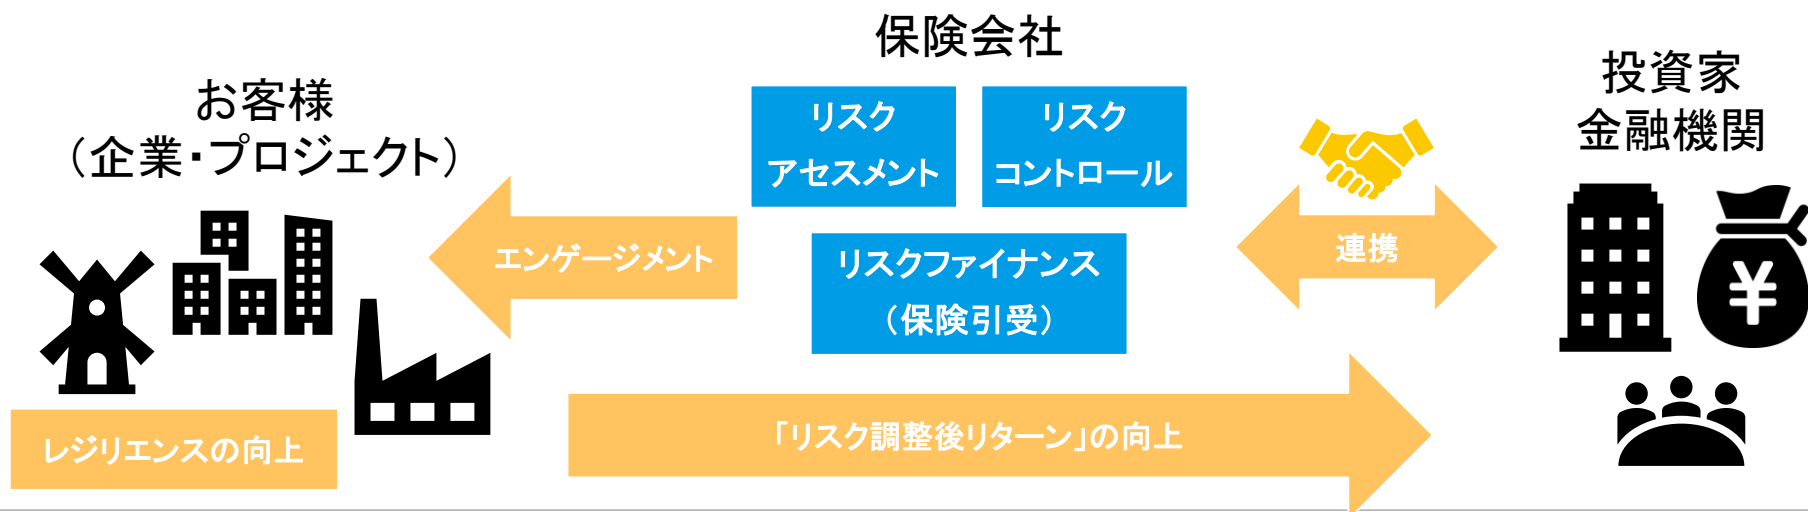 保険会社
お客様
（企業・プロジェクト）
投資家
金融機関
リスク
アセスメント
リスク
コントロール
リスクファイナンス
（保険引受）
エンゲージメント
連携
レジリエンスの向上
「リスク調整後リターン」の向上